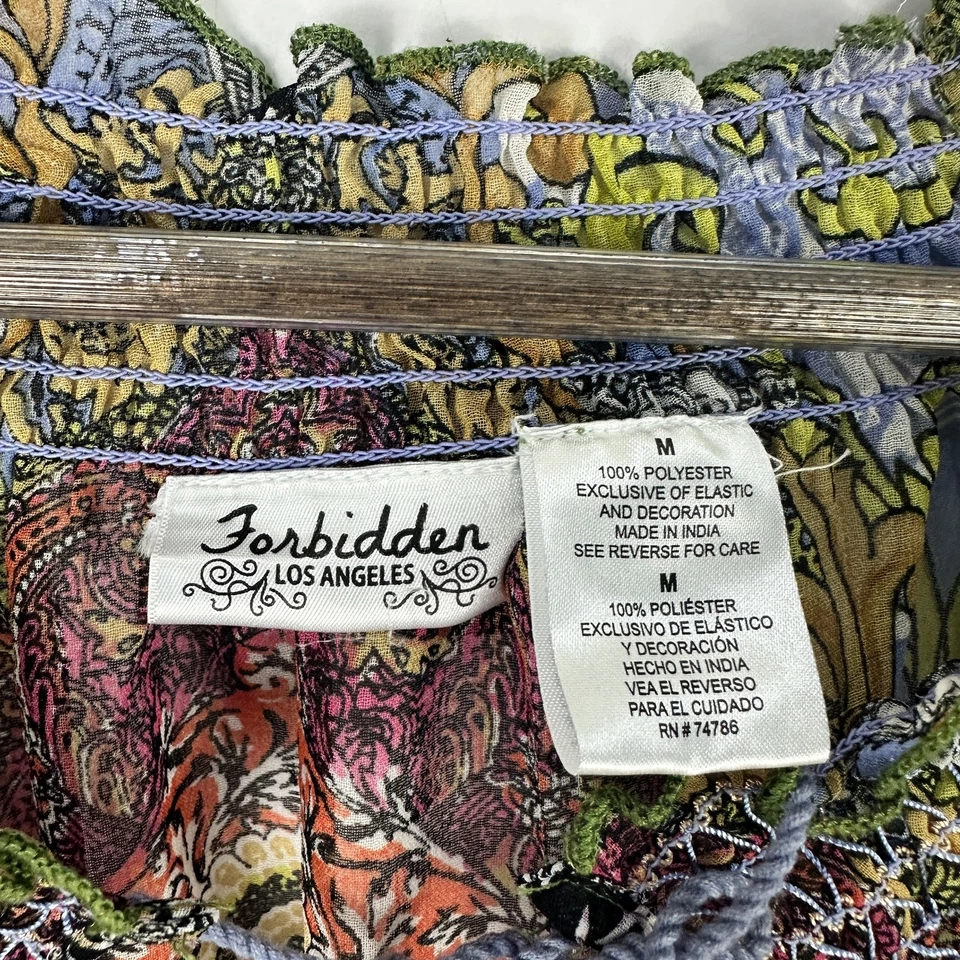 Forbidden
LOS ANGELES
M
100% POLYESTER
EXCLUSIVE OF ELASTIC
AND DECORATION
MADE IN INDIA
SEE REVERSE FOR CARE
M
100% POLIÉSTER
EXCLUSIVO DE ELÁSTICO
Y DECORACIÓN
HECHO EN INDIA
VEA EL REVERSO
PARA EL CUIDADO
RN # 74786